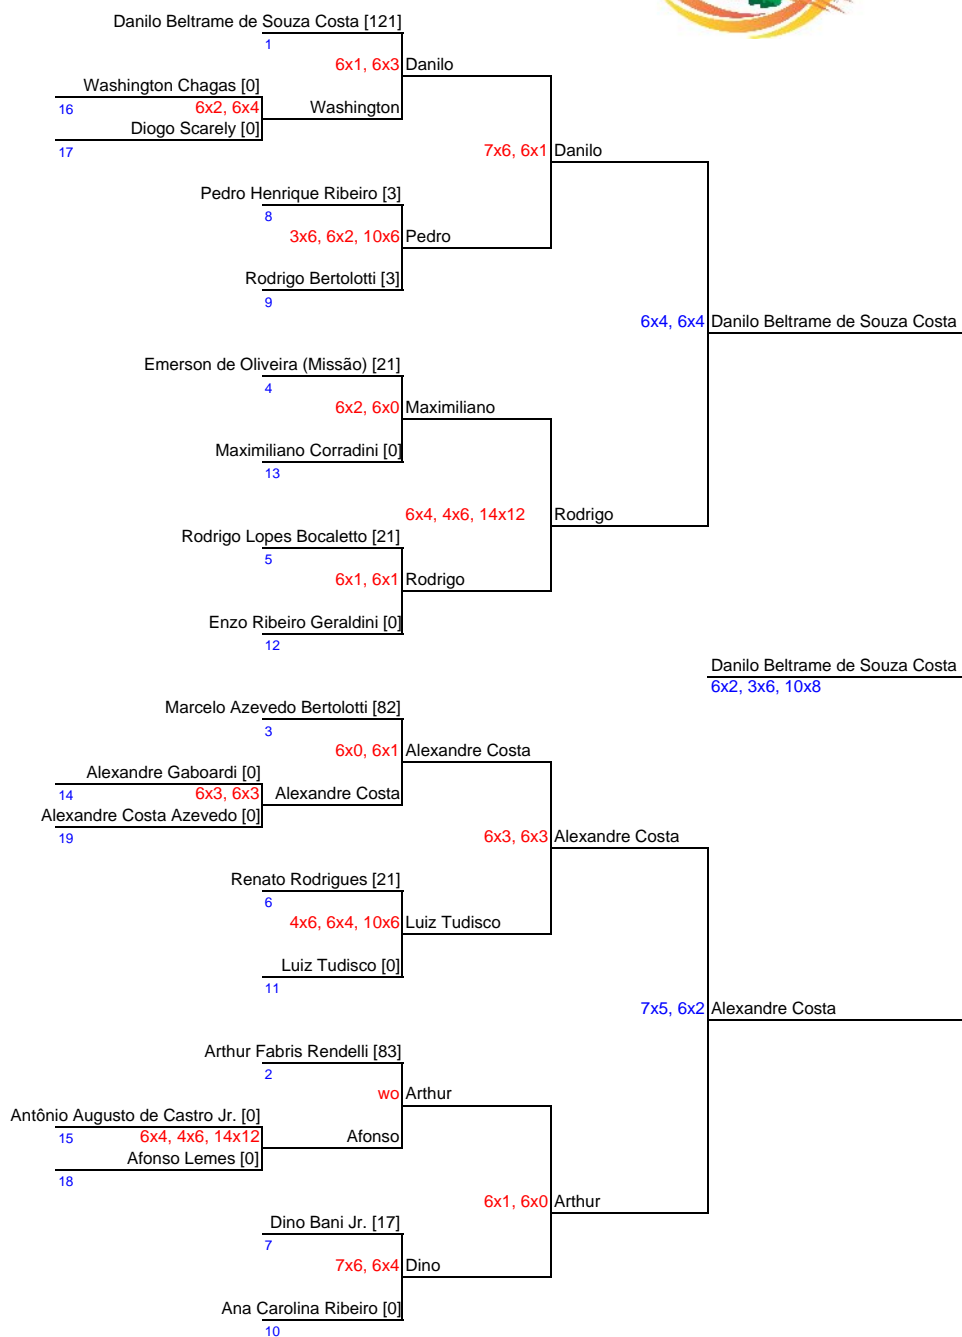 Danilo Beltrame de Souza Costa [121]
1
6x1, 6x3 Danilo
Washington Chagas [0]
16 6x2, 6x4 Washington
Diogo Scarely [0]
17
7x6, 6x1 Danilo
Pedro Henrique Ribeiro [3]
8
3x6, 6x2, 10x6 Pedro
Rodrigo Bertolotti [3]
9
6x4, 6x4 Danilo Beltrame de Souza Costa
Emerson de Oliveira (Missão) [21]
4
6x2, 6x0 Maximiliano
Maximiliano Corradini [0]
13
6x4, 4x6, 14x12 Rodrigo
Rodrigo Lopes Bocaletto [21]
5
6x1, 6x1 Rodrigo
Enzo Ribeiro Geraldini [0]
12
Danilo Beltrame de Souza Costa
6x2, 3x6, 10x8
Marcelo Azevedo Bertolotti [82]
3
6x0, 6x1 Alexandre Costa
Alexandre Gaboardi [0]
14 6x3, 6x3 Alexandre Costa
Alexandre Costa Azevedo [0]
19
6x3, 6x3 Alexandre Costa
Renato Rodrigues [21]
6
4x6, 6x4, 10x6 Luiz Tudisco
Luiz Tudisco [0]
11
7x5, 6x2 Alexandre Costa
Arthur Fabris Rendelli [83]
2
wo Arthur
Antônio Augusto de Castro Jr. [0]
15 6x4, 4x6, 14x12 Afonso
Afonso Lemes [0]
18
6x1, 6x0 Arthur
Dino Bani Jr. [17]
7
7x6, 6x4 Dino
Ana Carolina Ribeiro [0]
10